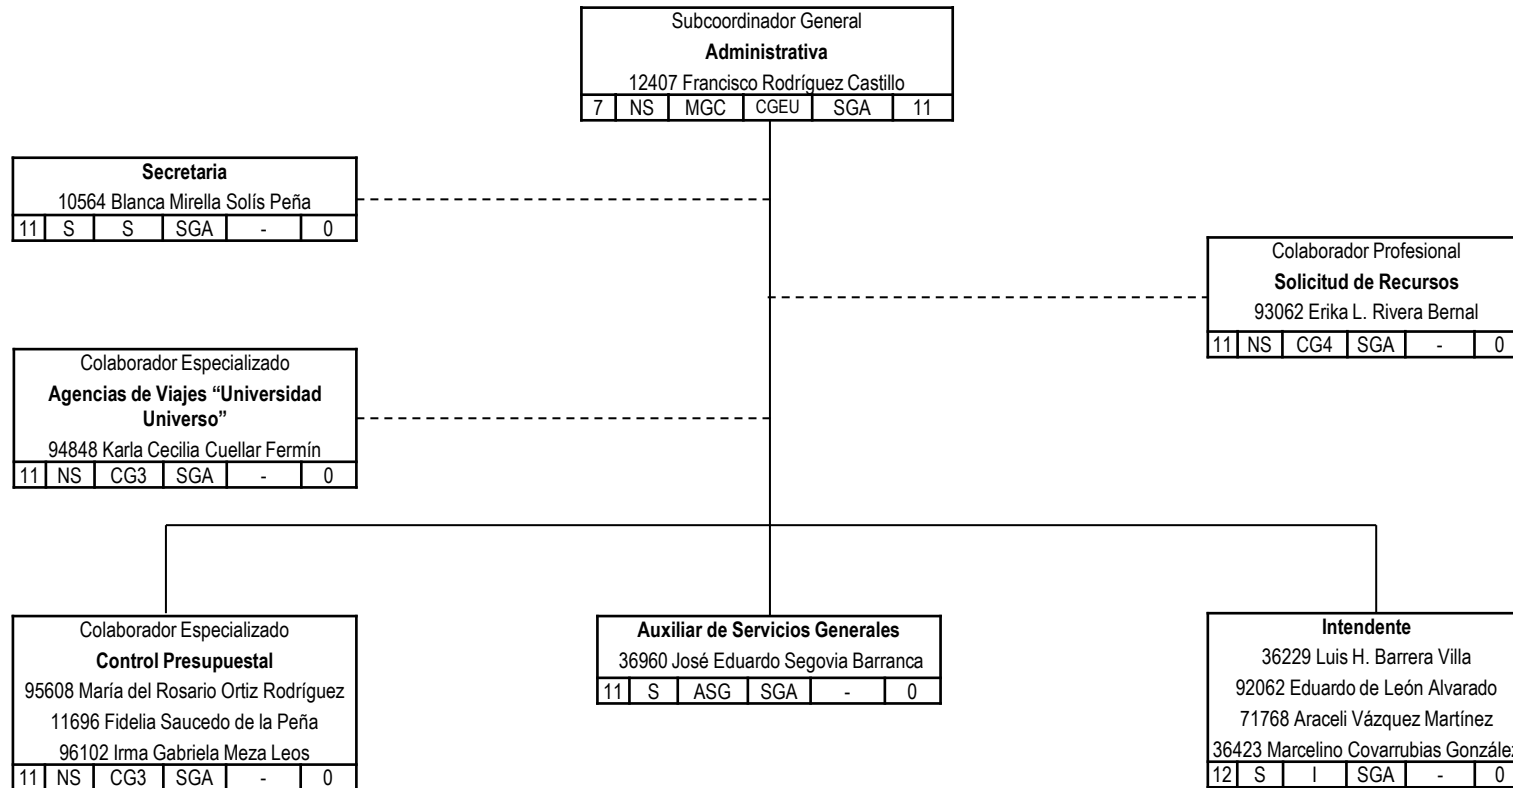 Subcoordinador General
Administrativa
12407 Francisco Rodríguez Castillo
7 NS MGC CGEU SGA 11
Secretaria
10564 Blanca Mirella Solís Peña
11 S S SGA - 0
Colaborador Profesional
Solicitud de Recursos
93062 Erika L. Rivera Bernal
11 NS CG4 SGA - 0
Colaborador Especializado
Agencias de Viajes “Universidad
Universo”
94848 Karla Cecilia Cuellar Fermín
11 NS CG3 SGA - 0
Colaborador Especializado
Control Presupuestal
95608 María del Rosario Ortiz Rodríguez
11696 Fidelia Saucedo de la Peña
96102 Irma Gabriela Meza Leos
11 NS CG3 SGA - 0
Auxiliar de Servicios Generales
36960 José Eduardo Segovia Barranca
11 S ASG SGA - 0
Intendente
36229 Luis H. Barrera Villa
92062 Eduardo de León Alvarado
71768 Araceli Vázquez Martínez
36423 Marcelino Covarrubias González
12 S I SGA - 0